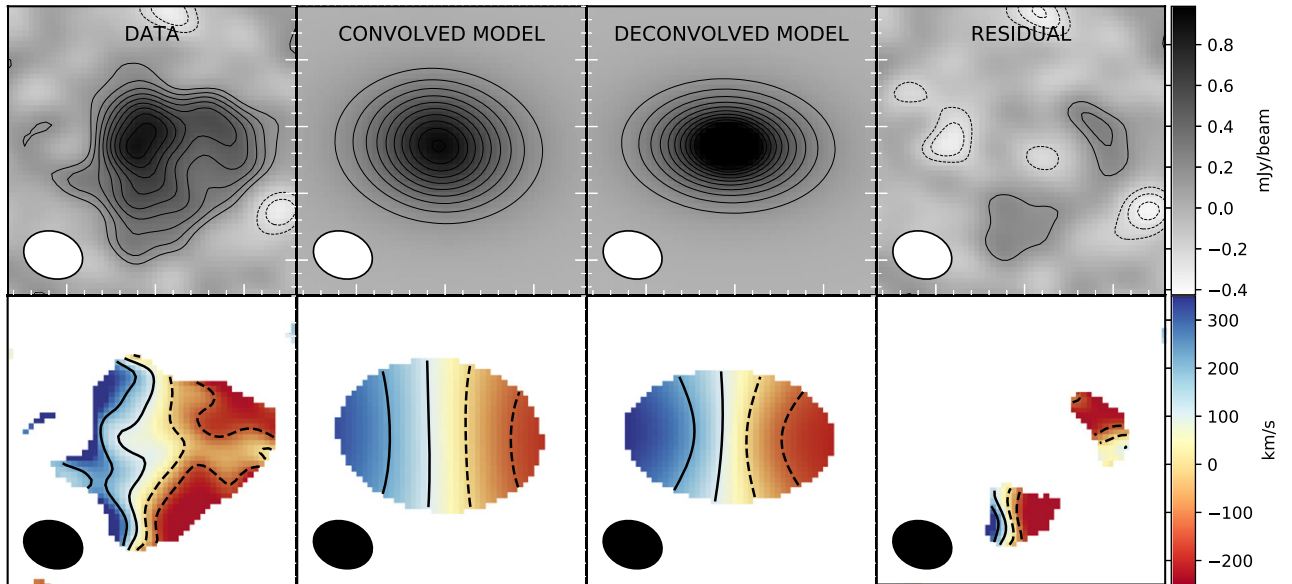 DATA
CONVOLVED MODEL
DECONVOLVED MODEL
RESIDUAL
0.8
0.6
0.4
0.2
0.0
−0.2
−0.4
mJy/beam
300
200
100
0
−100
−200
km/s